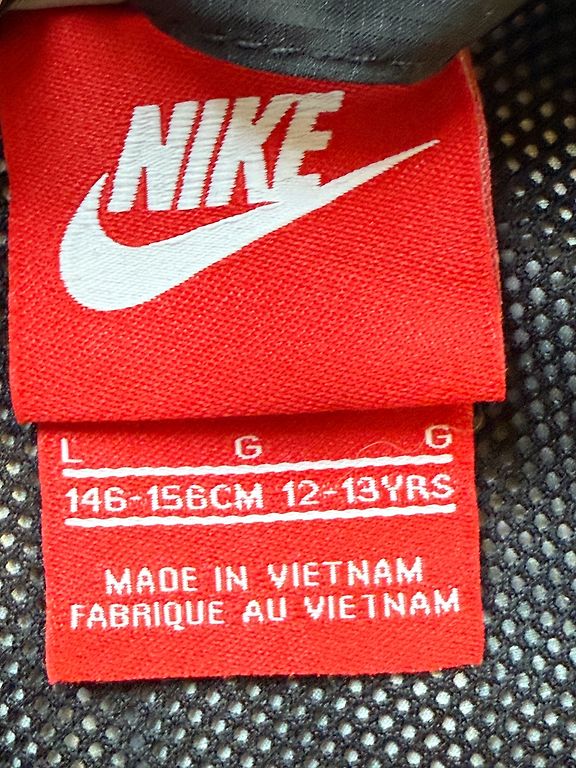 NIKE
L G G
146-156CM 12-13YRS
MADE IN VIETNAM
FABRIQUE AU VIETNAM